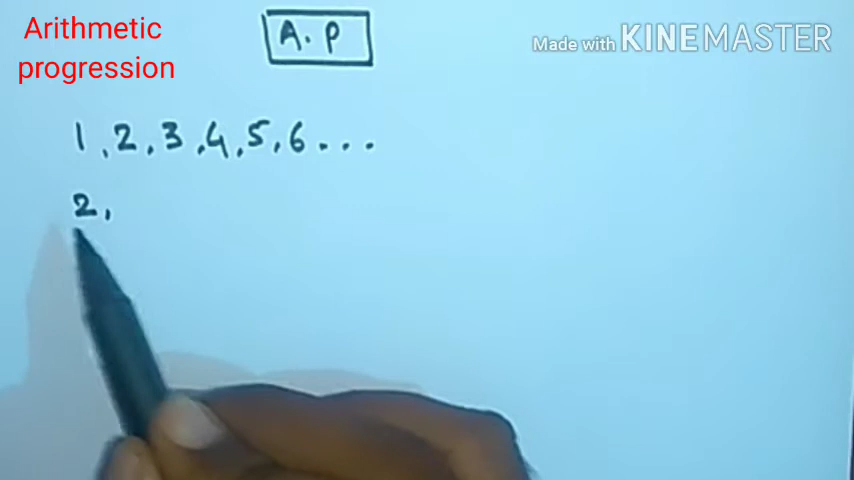 Arithmetic
progression
A. P
Made with KINEMASTER
1, 2, 3, 4, 5, 6...
2,